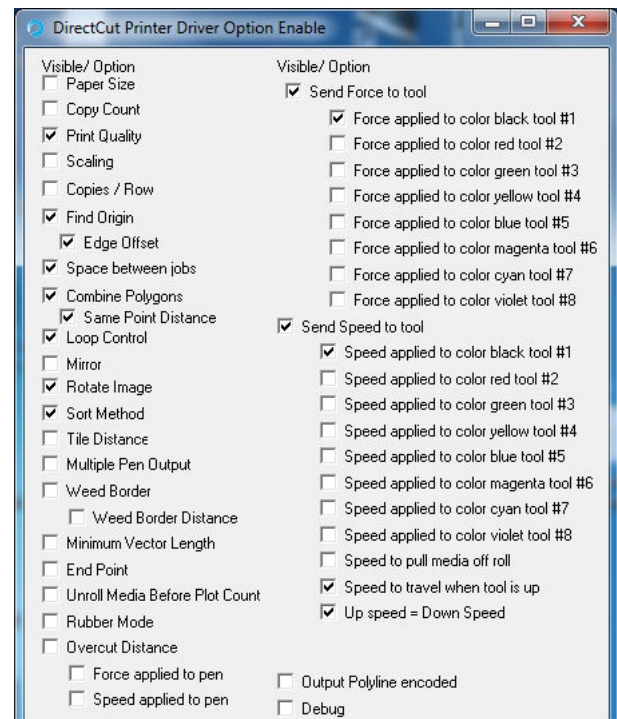 DirectCut Printer Driver Option Enable
Visible/ Option
Paper Size
Copy Count
Print Quality
Scaling
Copies / Row
Find Origin
Edge Offset
Space between jobs
Combine Polygons
Same Point Distance
Loop Control
Mirror
Rotate Image
Sort Method
Tile Distance
Multiple Pen Output
Weed Border
Weed Border Distance
Minimum Vector Length
End Point
Unroll Media Before Plot Count
Rubber Mode
Overcut Distance
Force applied to pen
Speed applied to pen
Visible/ Option
Send Force to tool
Force applied to color black tool #1
Force applied to color red tool #2
Force applied to color green tool #3
Force applied to color yellow tool #4
Force applied to color blue tool #5
Force applied to color magenta tool #6
Force applied to color cyan tool #7
Force applied to color violet tool #8
Send Speed to tool
Speed applied to color black tool #1
Speed applied to color red tool #2
Speed applied to color green tool #3
Speed applied to color yellow tool #4
Speed applied to color blue tool #5
Speed applied to color magenta tool #6
Speed applied to color cyan tool #7
Speed applied to color violet tool #8
Speed to pull media off roll
Speed to travel when tool is up
Up speed = Down Speed
Output Polyline encoded
Debug